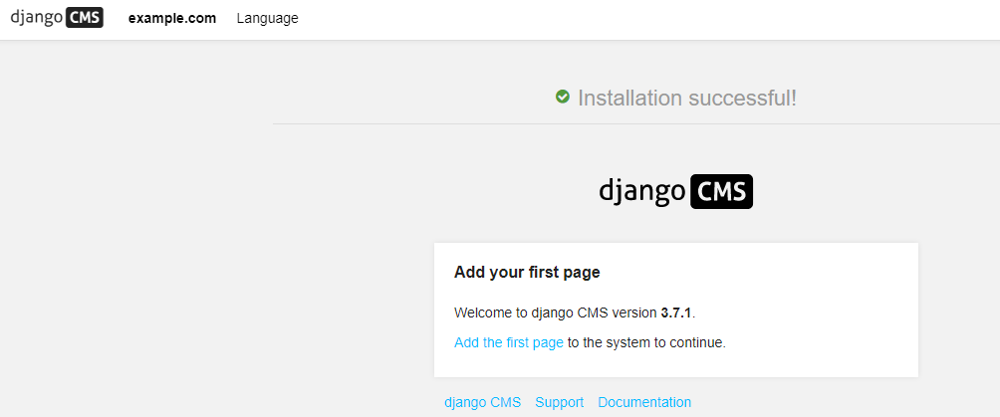 django CMS example.com Language
Installation successful!
django CMS
Add your first page
Welcome to django CMS version 3.7.1.
Add the first page to the system to continue.
django CMS Support Documentation